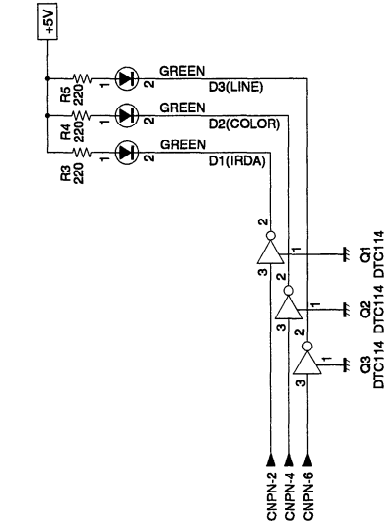 +5V
R5
220
1
2
GREEN
D3(LINE)
R4
220
1
2
GREEN
D2(COLOR)
R3
220
1
2
GREEN
D1(IRDA)
3
2
1
Q1
DTC114
3
2
1
Q2
DTC114
3
2
1
Q3
DTC114
CNPN-2
CNPN-4
CNPN-6